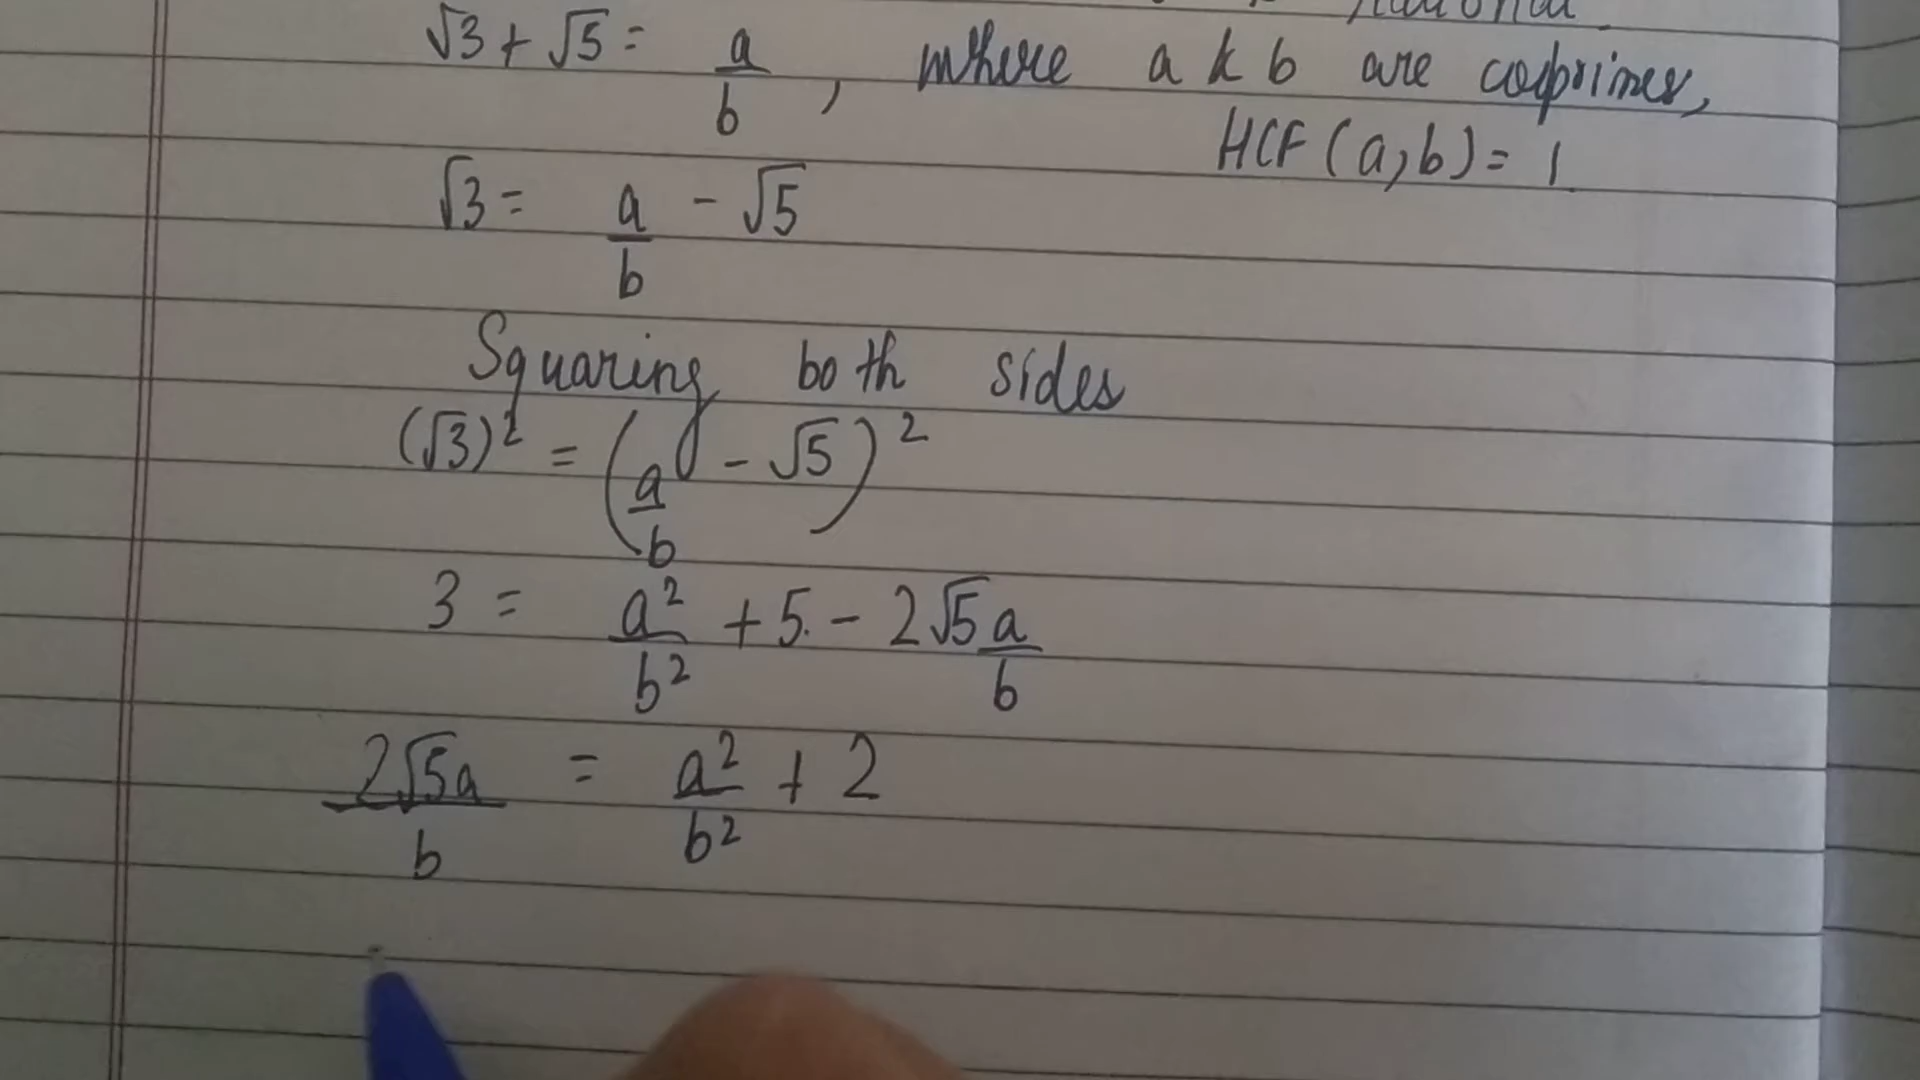 √3 + √5 = a/b , where a & b are coprimes,
HCF (a,b) = 1
√3 = a/b - √5
Squaring both sides
(√3)² = (a/b - √5)²
3 = a²/b² + 5 - 2√5a/b
2√5a/b = a²/b² + 2